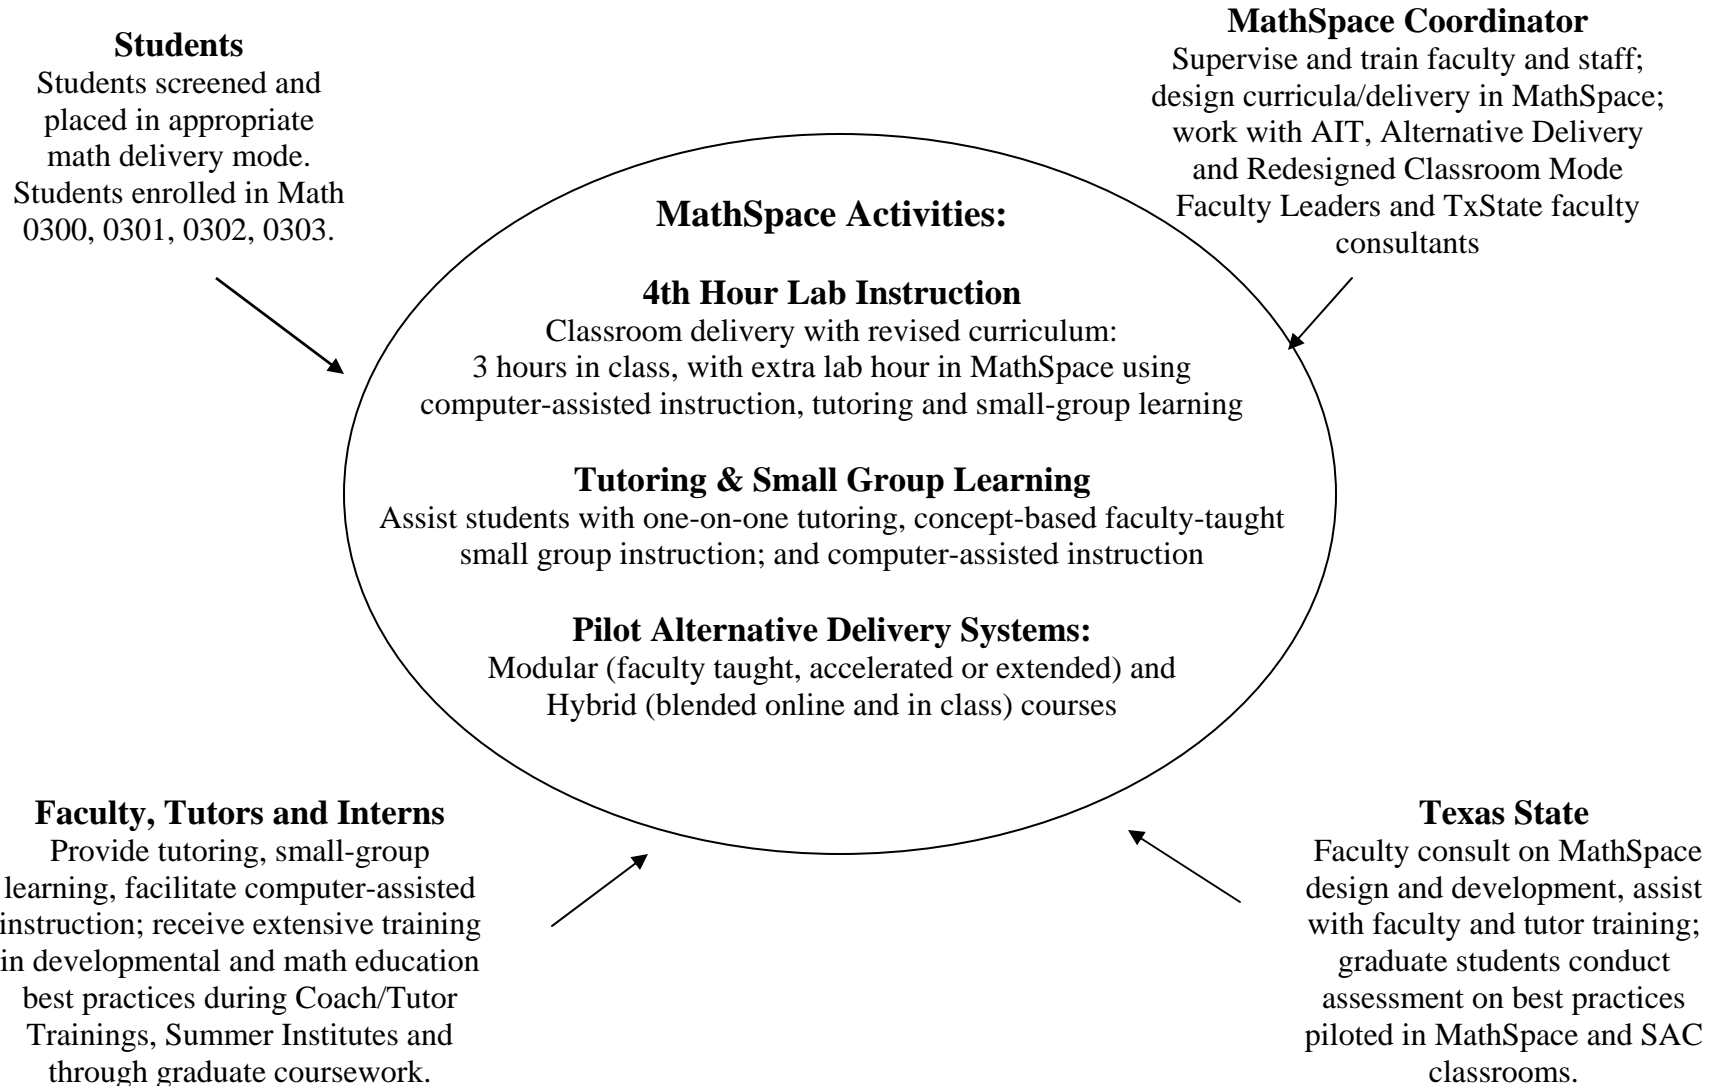 Students
Students screened and
placed in appropriate
math delivery mode.
Students enrolled in Math
0300, 0301, 0302, 0303.
MathSpace Coordinator
Supervise and train faculty and staff;
design curricula/delivery in MathSpace;
work with AIT, Alternative Delivery
and Redesigned Classroom Mode
Faculty Leaders and TxState faculty
consultants
MathSpace Activities:
4th Hour Lab Instruction
Classroom delivery with revised curriculum:
3 hours in class, with extra lab hour in MathSpace using
computer-assisted instruction, tutoring and small-group learning
Tutoring & Small Group Learning
Assist students with one-on-one tutoring, concept-based faculty-taught
small group instruction; and computer-assisted instruction
Pilot Alternative Delivery Systems:
Modular (faculty taught, accelerated or extended) and
Hybrid (blended online and in class) courses
Faculty, Tutors and Interns
Provide tutoring, small-group
learning, facilitate computer-assisted
instruction; receive extensive training
in developmental and math education
best practices during Coach/Tutor
Trainings, Summer Institutes and
through graduate coursework.
Texas State
Faculty consult on MathSpace
design and development, assist
with faculty and tutor training;
graduate students conduct
assessment on best practices
piloted in MathSpace and SAC
classrooms.